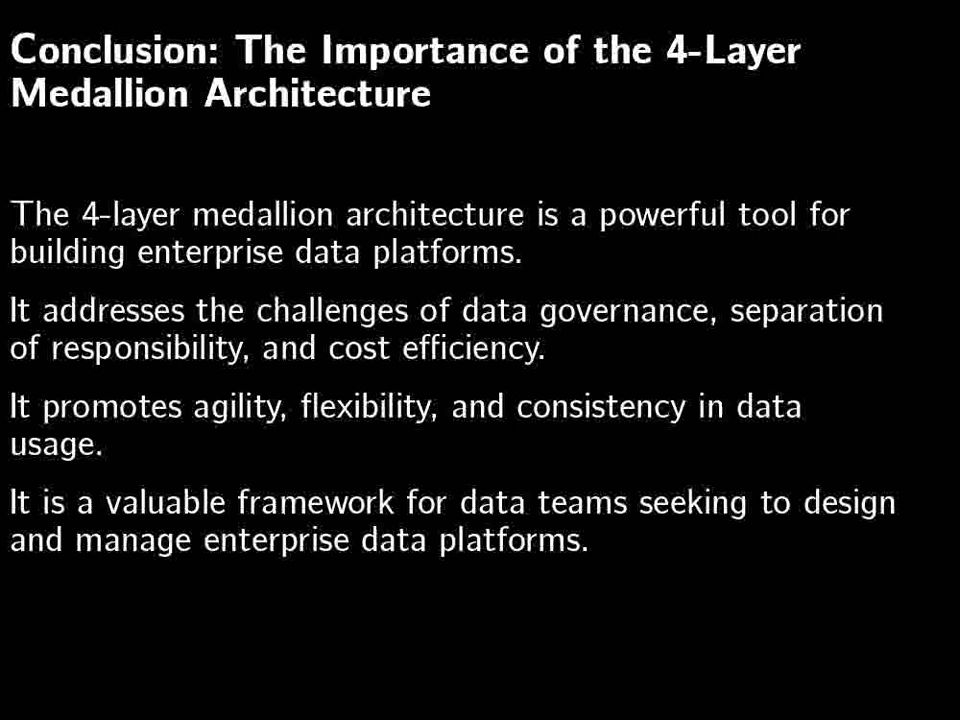 Conclusion: The Importance of the 4-Layer
Medallion Architecture
The 4-layer medallion architecture is a powerful tool for
building enterprise data platforms.
It addresses the challenges of data governance, separation
of responsibility, and cost efficiency.
It promotes agility, flexibility, and consistency in data
usage.
It is a valuable framework for data teams seeking to design
and manage enterprise data platforms.